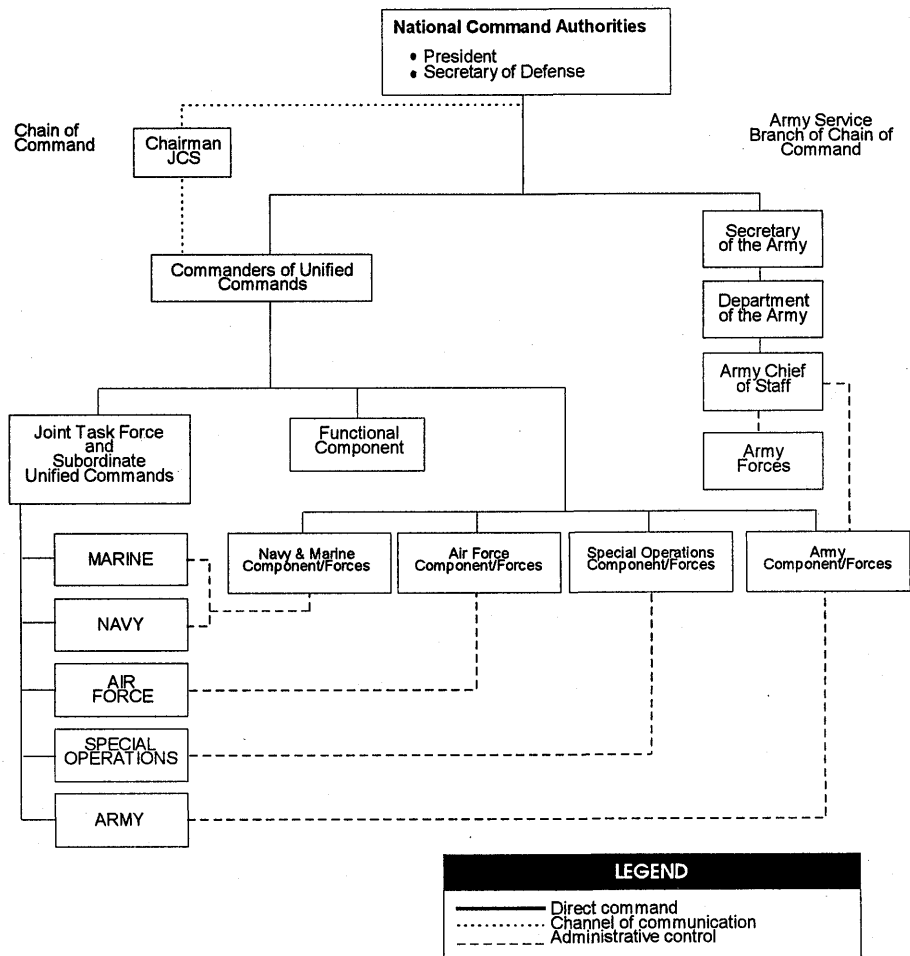 National Command Authorities
• President
• Secretary of Defense
Chain of
Command
Chairman
JCS
Army Service
Branch of Chain of
Command
Secretary
of the Army
Commanders of Unified
Commands
Department
of the Army
Army Chief
of Staff
Joint Task Force
and
Subordinate
Unified Commands
Functional
Component
Army
Forces
MARINE
Navy & Marine
Component/Forces
Air Force
Component/Forces
Special Operations
Component/Forces
Army
Component/Forces
NAVY
AIR
FORCE
SPECIAL
OPERATIONS
ARMY
LEGEND
Direct command
Channel of communication
Administrative control